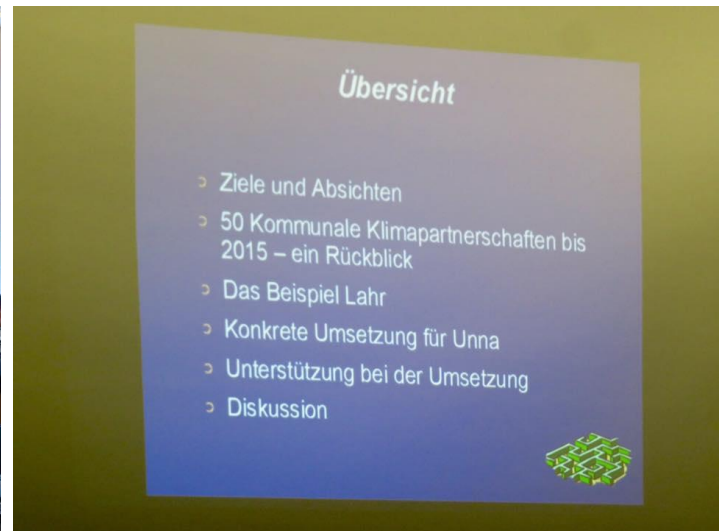 Übersicht
Ziele und Absichten
50 Kommunale Klimapartnerschaften bis
2015 – ein Rückblick
Das Beispiel Lahr
Konkrete Umsetzung für Unna
Unterstützung bei der Umsetzung
Diskussion